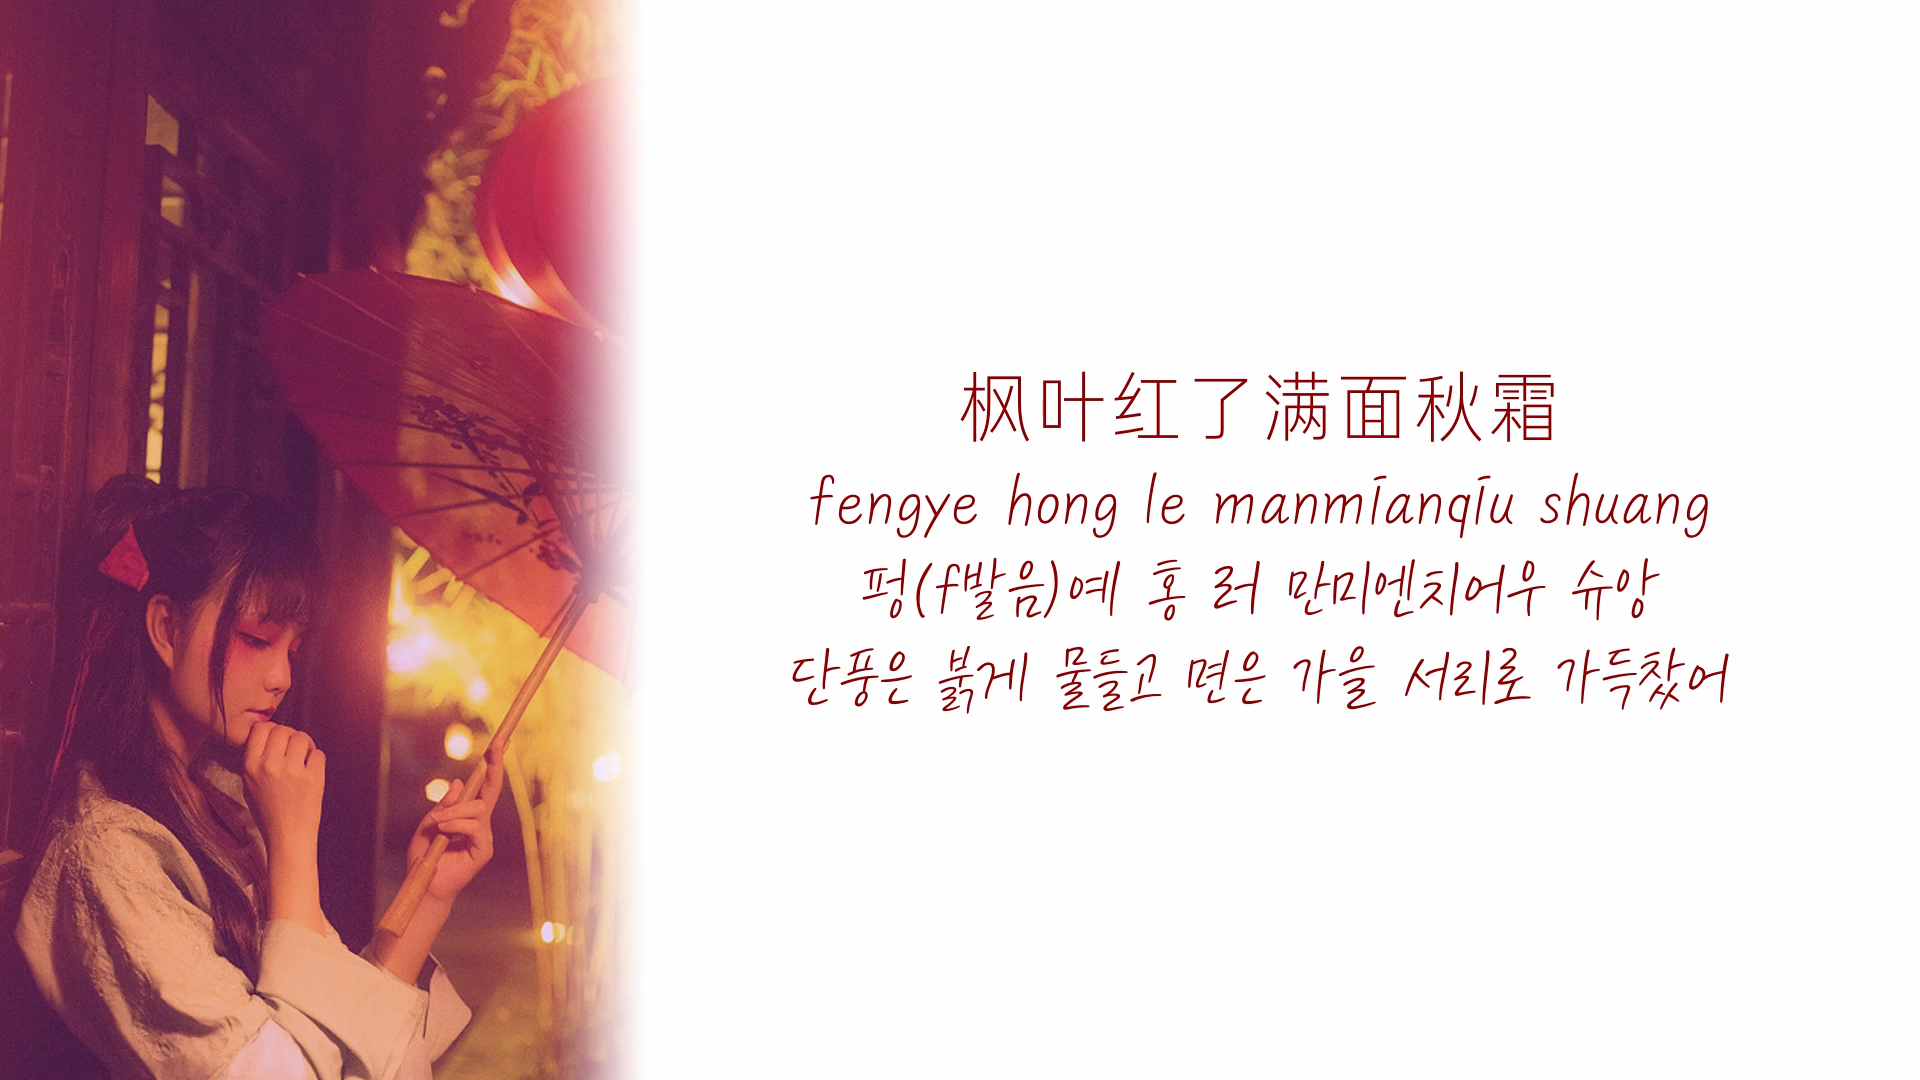 枫叶红了满面秋霜
fengye hong le manmīanqīu shuang
펑(f발음)예 홍 러 만미엔치어우 슈앙
단풍은 붉게 물들고 면은 가을 서리로 가득찼어